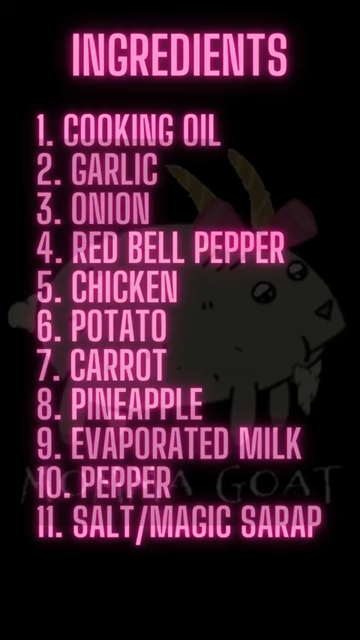 INGREDIENTS
1. COOKING OIL
2. GARLIC
3. ONION
4. RED BELL PEPPER
5. CHICKEN
6. POTATO
7. CARROT
8. PINEAPPLE
9. EVAPORATED MILK
10. PEPPER
GOAT
11. SALT/MAGIC SARAP